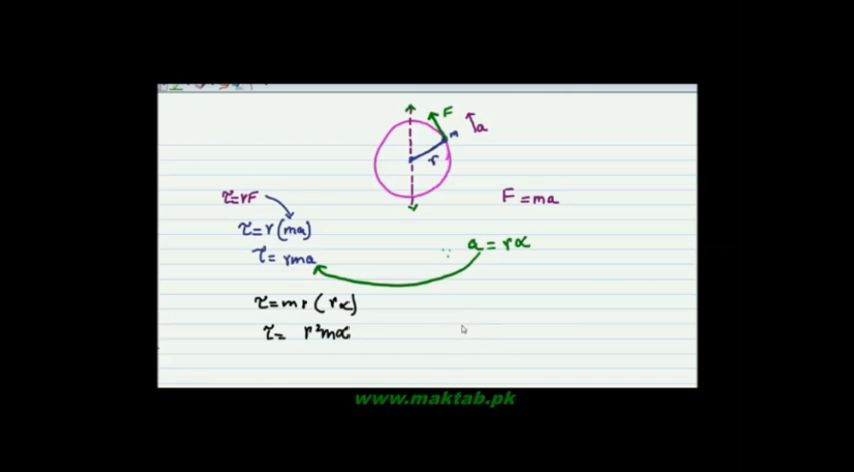 F
a
m
r
τ=rF
F=ma
τ=r(ma)
a=rα
τ=rma
∵
τ=mr(rα)
τ= r²mα
www.maktab.pk